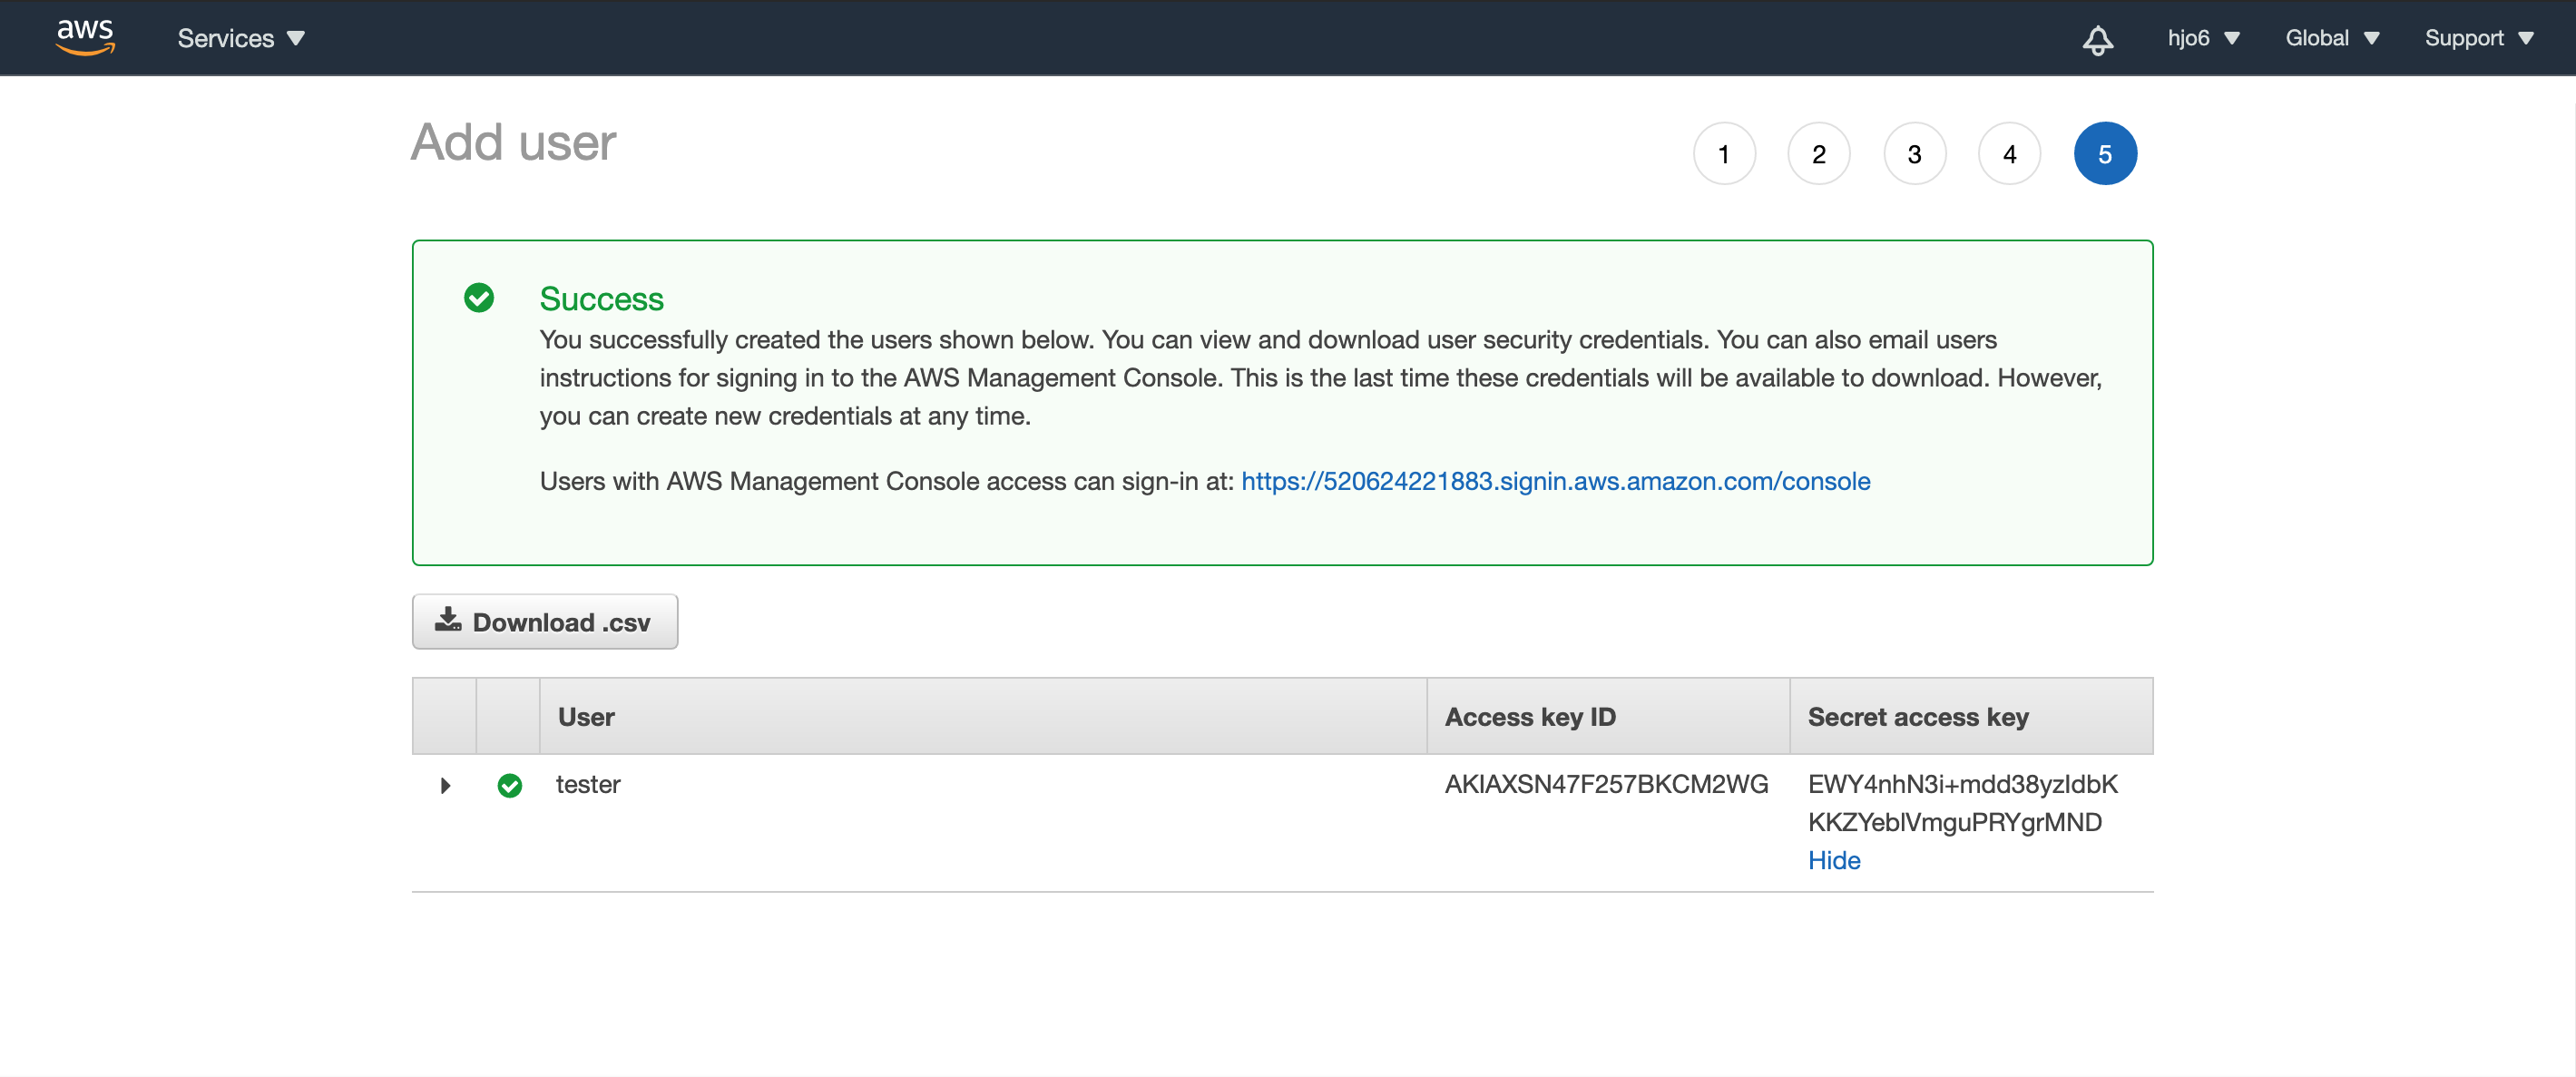 aws Services hjo6 Global Support
Add user 1 2 3 4 5
Success
You successfully created the users shown below. You can view and download user security credentials. You can also email users
instructions for signing in to the AWS Management Console. This is the last time these credentials will be available to download. However,
you can create new credentials at any time.
Users with AWS Management Console access can sign-in at: https://520624221883.signin.aws.amazon.com/console
Download .csv
User Access key ID Secret access key
tester AKIAXSN47F257BKCM2WG EWY4nhN3i+mdd38yzIdbK
KKZYeblVmguPRYgrMND
Hide